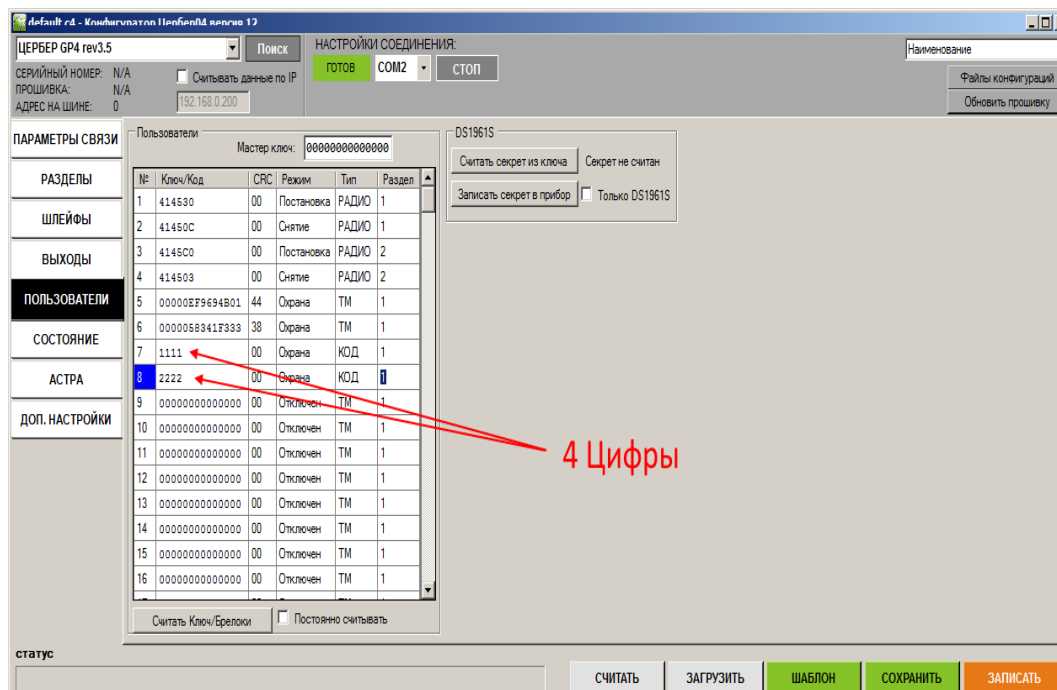 default.c4 - Конфигуратор Цербер04 версия 12
ЦЕРБЕР GP4 rev3.5
Поиск
НАСТРОЙКИ СОЕДИНЕНИЯ:
ГОТОВ
COM2
СТОП
Наименование
СЕРИЙНЫЙ НОМЕР: N/A
ПРОШИВКА: N/A
АДРЕС НА ШИНЕ: 0
Считывать данные по IP
192.168.0.200
Файлы конфигураций
Обновить прошивку
ПАРАМЕТРЫ СВЯЗИ
РАЗДЕЛЫ
ШЛЕЙФЫ
ВЫХОДЫ
ПОЛЬЗОВАТЕЛИ
СОСТОЯНИЕ
АСТРА
ДОП. НАСТРОЙКИ
Пользователи
Мастер ключ: 00000000000000
№ Ключ/Код CRC Режим Тип Раздел
1 414530 00 Постановка РАДИО 1
2 41450C 00 Снятие РАДИО 1
3 4145C0 00 Постановка РАДИО 2
4 414503 00 Снятие РАДИО 2
5 00000EF9694B01 44 Охрана ТМ 1
6 0000058341F333 38 Охрана ТМ 1
7 1111 00 Охрана КОД 1
8 2222 00 Охрана КОД 1
9 00000000000000 00 Отключен ТМ 1
10 00000000000000 00 Отключен ТМ 1
11 00000000000000 00 Отключен ТМ 1
12 00000000000000 00 Отключен ТМ 1
13 00000000000000 00 Отключен ТМ 1
14 00000000000000 00 Отключен ТМ 1
15 00000000000000 00 Отключен ТМ 1
16 00000000000000 00 Отключен ТМ 1
Считать Ключ/Брелоки
Постоянно считывать
DS1961S
Считать секрет из ключа Секрет не считан
Записать секрет в прибор Только DS1961S
4 Цифры
статус
СЧИТАТЬ
ЗАГРУЗИТЬ
ШАБЛОН
СОХРАНИТЬ
ЗАПИСАТЬ